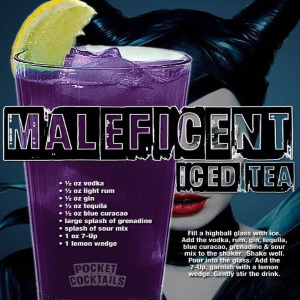 MALEFICENT
ICED TEA
• ½ oz vodka
• ½ oz light rum
• ½ oz gin
• ½ oz tequila
• ½ oz blue curacao
• large splash of grenadine
• splash of sour mix
• 1 oz 7-Up
• 1 lemon wedge
Fill a highball glass with ice.
Add the vodka, rum, gin, tequila,
blue curacao, grenadine & sour
mix to the shaker. Shake well.
Pour into the glass. Add the
7-Up, garnish with a lemon
wedge. Gently stir the drink.
POCKET
COCKTAILS